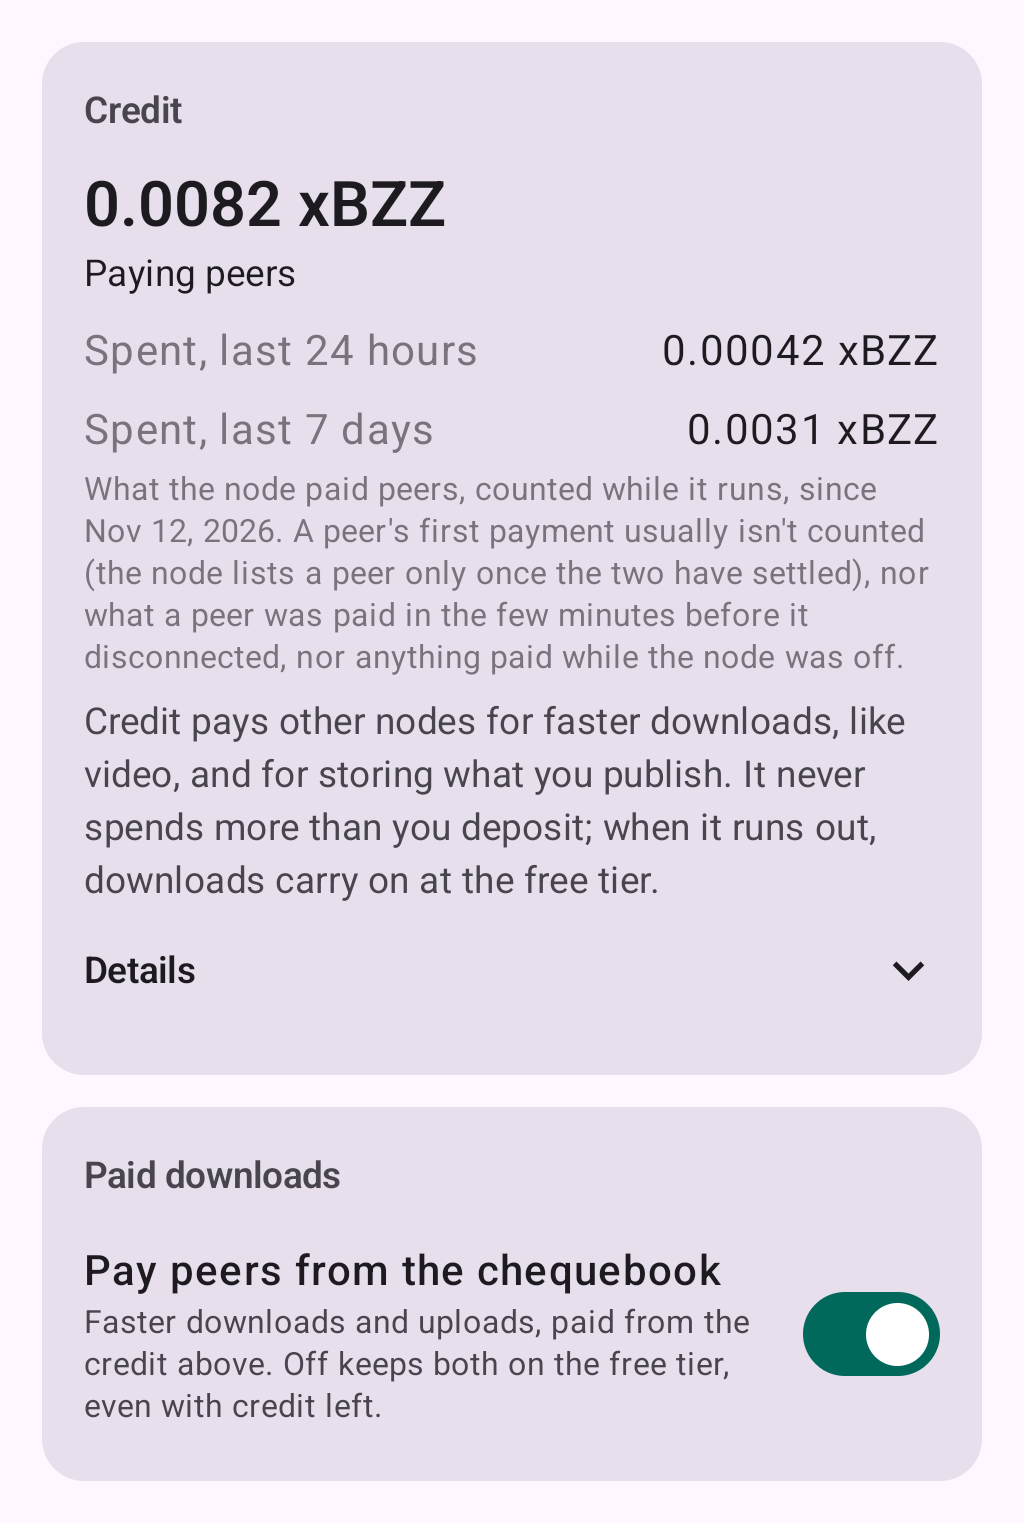 Credit
0.0082 xBZZ
Paying peers
Spent, last 24 hours 0.00042 xBZZ
Spent, last 7 days 0.0031 xBZZ
What the node paid peers, counted while it runs, since
Nov 12, 2026. A peer's first payment usually isn't counted
(the node lists a peer only once the two have settled), nor
what a peer was paid in the few minutes before it
disconnected, nor anything paid while the node was off.
Credit pays other nodes for faster downloads, like
video, and for storing what you publish. It never
spends more than you deposit; when it runs out,
downloads carry on at the free tier.
Details
Paid downloads
Pay peers from the chequebook
Faster downloads and uploads, paid from the
credit above. Off keeps both on the free tier,
even with credit left.